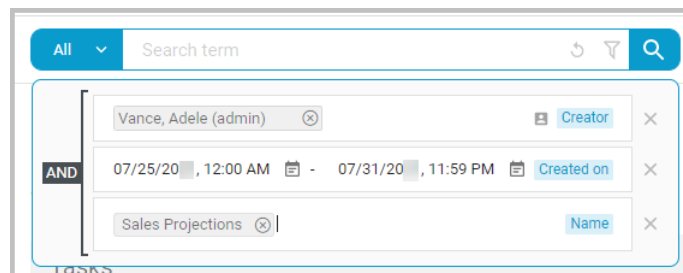 All Search term
Vance, Adele (admin) Creator
AND 07/25/20 , 12:00 AM - 07/31/20 , 11:59 PM Created on
Sales Projections Name
Tasks